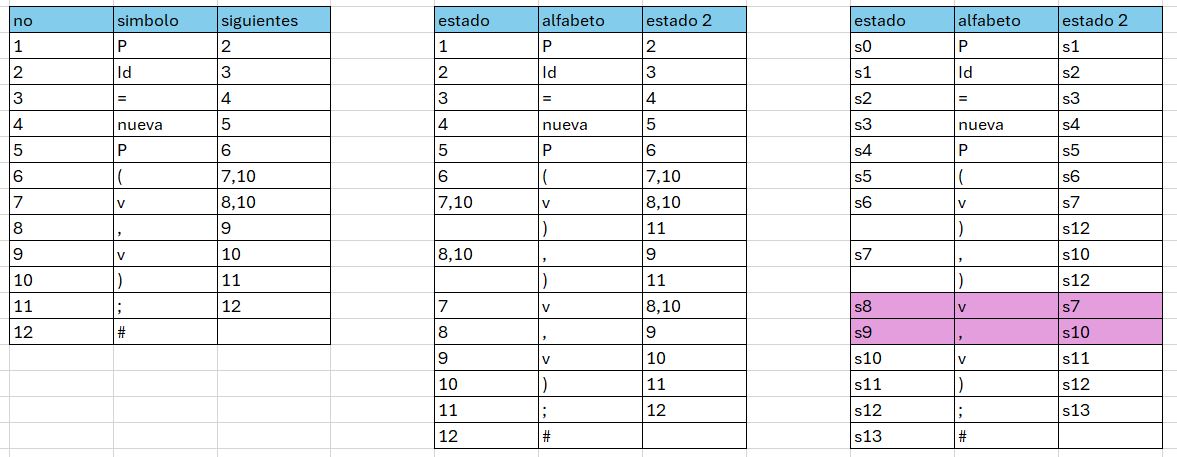 no simbolo siguientes estado alfabeto estado 2 estado alfabeto estado 2
1 P 2 1 P 2 s0 P s1
2 Id 3 2 Id 3 s1 Id s2
3 = 4 3 = 4 s2 = s3
4 nueva 5 4 nueva 5 s3 nueva s4
5 P 6 5 P 6 s4 P s5
6 ( 7,10 6 ( 7,10 s5 ( s6
7 v 8,10 7,10 v 8,10 s6 v s7
8 , 9 ) 11 ) s12
9 v 10 8,10 , 9 s7 , s10
10 ) 11 ) 11 ) s12
11 ; 12 7 v 8,10 s8 v s7
12 # 8 , 9 s9 , s10
9 v 10 s10 v s11
10 ) 11 s11 ) s12
11 ; 12 s12 ; s13
12 # s13 #